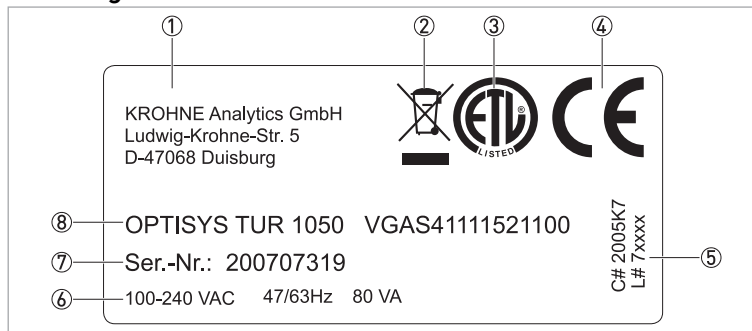 ① ② ③ ④
KROHNE Analytics GmbH
Ludwig-Krohne-Str. 5
D-47068 Duisburg
ETL ®
LISTED
CE
⑧ OPTISYS TUR 1050 VGAS41111521100
⑦ Ser.-Nr.: 200707319
⑥ 100-240 VAC 47/63Hz 80 VA
C# 2005K7
L# 7xxxx
⑤